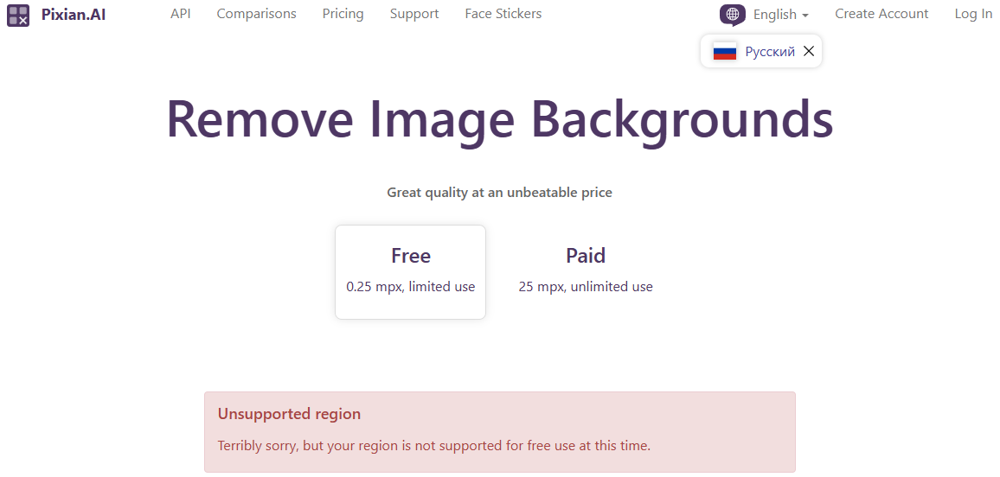 Pixian.AI API Comparisons Pricing Support Face Stickers English Create Account Log In
Русский
Remove Image Backgrounds
Great quality at an unbeatable price
Free Paid
0.25 mpx, limited use 25 mpx, unlimited use
Unsupported region
Terribly sorry, but your region is not supported for free use at this time.